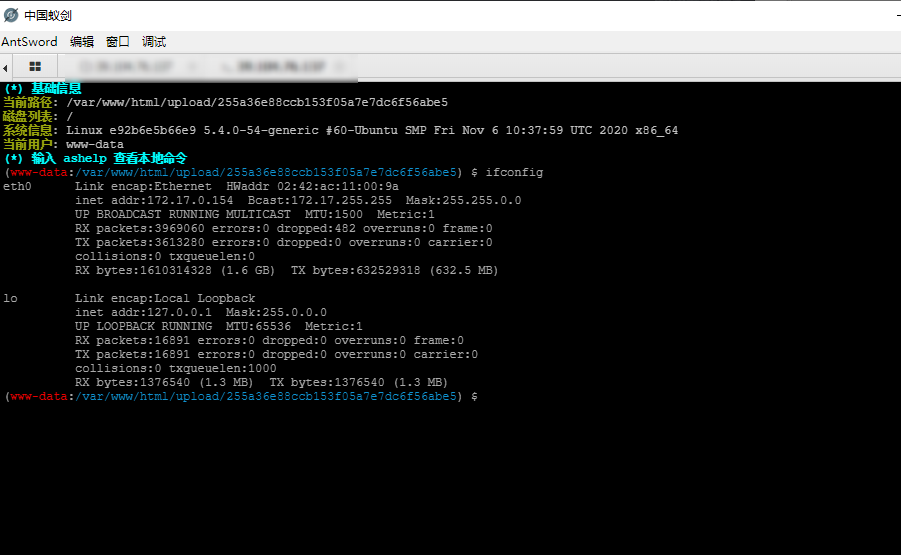 中国蚁剑
AntSword 编辑 窗口 调试
(*) 基础信息
当前路径: /var/www/html/upload/255a36e88ccb153f05a7e7dc6f56abe5
磁盘列表: /
系统信息: Linux e92b6e5b66e9 5.4.0-54-generic #60-Ubuntu SMP Fri Nov 6 10:37:59 UTC 2020 x86_64
当前用户: www-data
(*) 输入 ashelp 查看本地命令
(www-data:/var/www/html/upload/255a36e88ccb153f05a7e7dc6f56abe5) $ ifconfig
eth0 Link encap:Ethernet HWaddr 02:42:ac:11:00:9a
inet addr:172.17.0.154 Bcast:172.17.255.255 Mask:255.255.0.0
UP BROADCAST RUNNING MULTICAST MTU:1500 Metric:1
RX packets:3969060 errors:0 dropped:482 overruns:0 frame:0
TX packets:3613280 errors:0 dropped:0 overruns:0 carrier:0
collisions:0 txqueuelen:0
RX bytes:1610314328 (1.6 GB) TX bytes:632529318 (632.5 MB)
lo Link encap:Local Loopback
inet addr:127.0.0.1 Mask:255.0.0.0
UP LOOPBACK RUNNING MTU:65536 Metric:1
RX packets:16891 errors:0 dropped:0 overruns:0 frame:0
TX packets:16891 errors:0 dropped:0 overruns:0 carrier:0
collisions:0 txqueuelen:1000
RX bytes:1376540 (1.3 MB) TX bytes:1376540 (1.3 MB)
(www-data:/var/www/html/upload/255a36e88ccb153f05a7e7dc6f56abe5) $